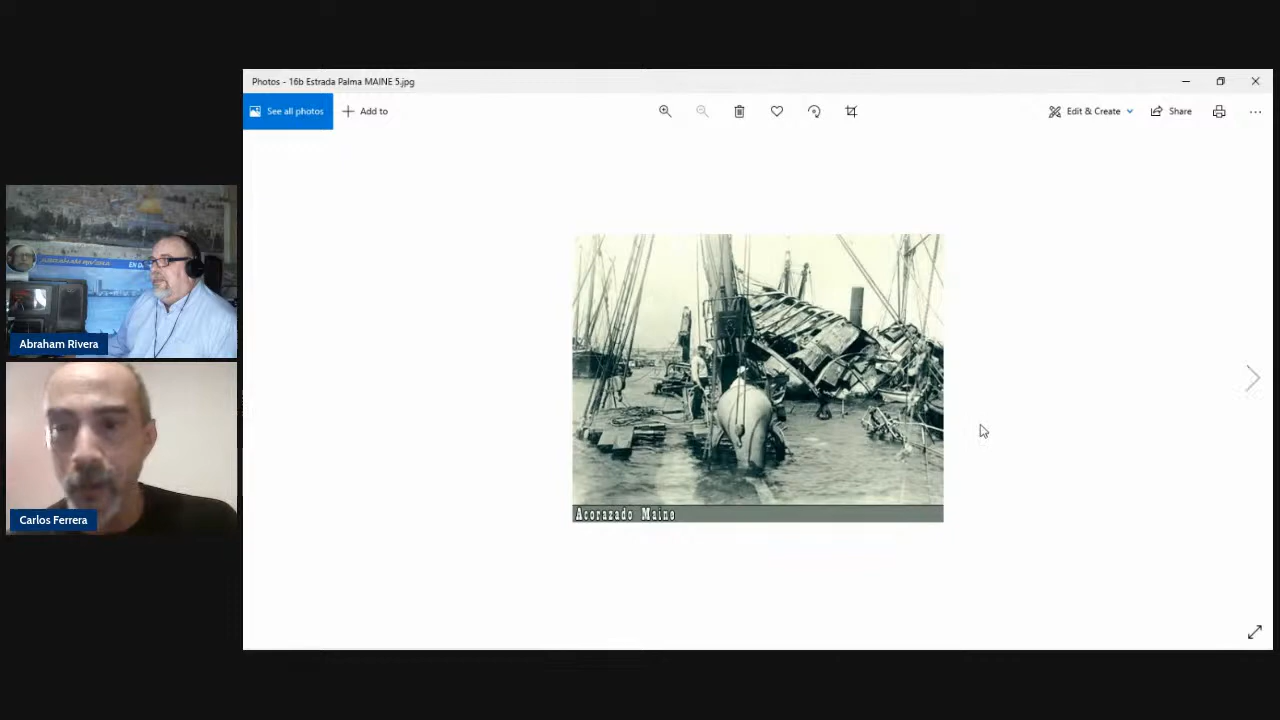 Photos - 16b Estrada Palma MAINE 5.jpg
See all photos
Add to
Edit & Create
Share
EN D
Abraham Rivera
Carlos Ferrera
Acorazado Maine